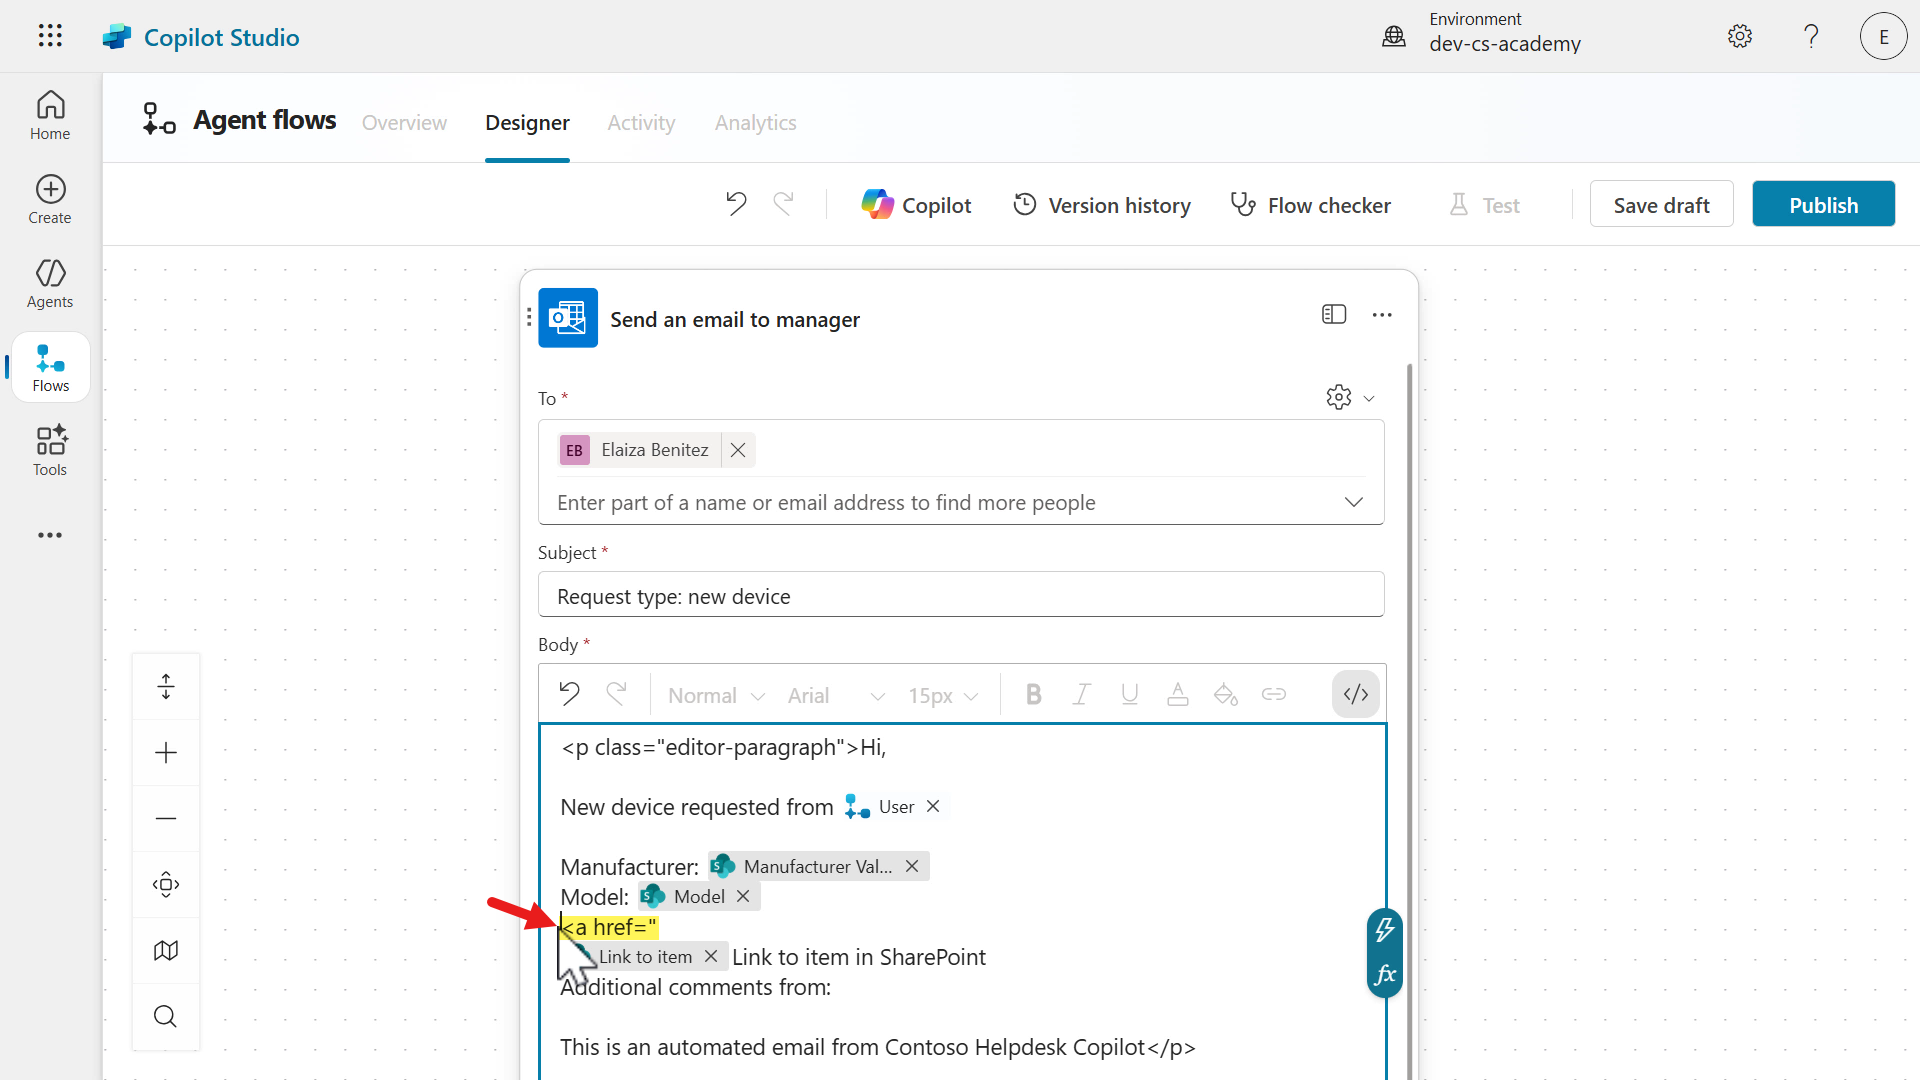 Copilot Studio
Environment
dev-cs-academy
E
Home
Create
Agents
Flows
Tools
Agent flows
Overview
Designer
Activity
Analytics
Copilot
Version history
Flow checker
Test
Save draft
Publish
Send an email to manager
To *
EB Elaiza Benitez
Enter part of a name or email address to find more people
Subject *
Request type: new device
Body *
Normal
Arial
15px
B I U A
</>
<p class="editor-paragraph">Hi,
New device requested from User
Manufacturer: Manufacturer Val...
Model: Model
<a href="
Link to item Link to item in SharePoint
Additional comments from:
This is an automated email from Contoso Helpdesk Copilot</p>
fx